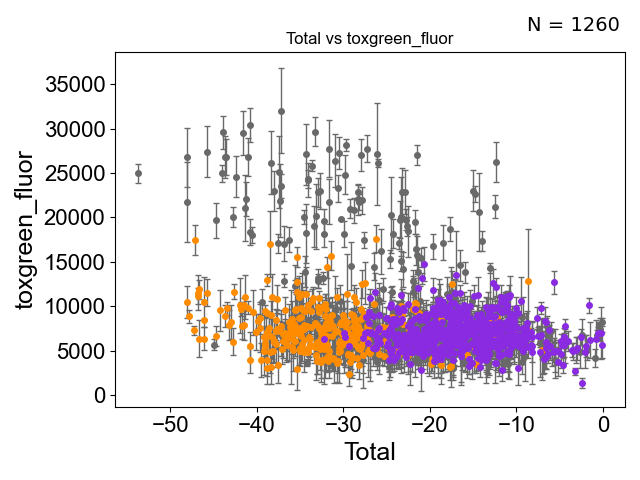 N = 1260
Total vs toxgreen_fluor
toxgreen_fluor
35000
30000
25000
20000
15000
10000
5000
0
−50 −40 −30 −20 −10 0
Total